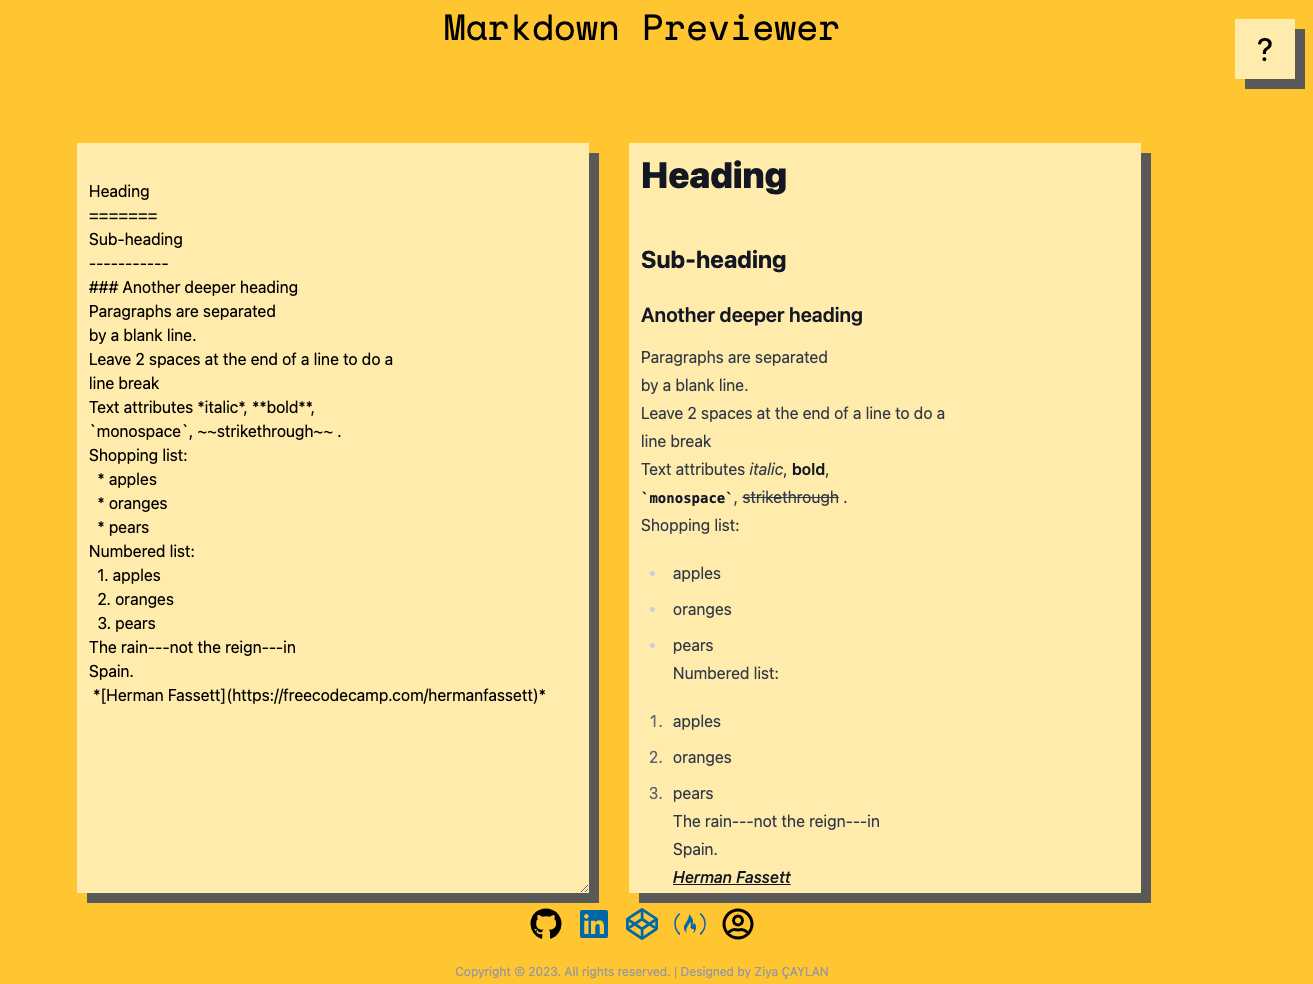 Markdown Previewer
?
Heading
=======
Sub-heading
-----------
### Another deeper heading
Paragraphs are separated
by a blank line.
Leave 2 spaces at the end of a line to do a
line break
Text attributes *italic*, **bold**,
`monospace`, ~~strikethrough~~ .
Shopping list:
* apples
* oranges
* pears
Numbered list:
1. apples
2. oranges
3. pears
The rain---not the reign---in
Spain.
*[Herman Fassett](https://freecodecamp.com/hermanfassett)*
Heading
Sub-heading
Another deeper heading
Paragraphs are separated
by a blank line.
Leave 2 spaces at the end of a line to do a
line break
Text attributes italic, bold,
`monospace`, strikethrough .
Shopping list:
• apples
• oranges
• pears
Numbered list:
1. apples
2. oranges
3. pears
The rain---not the reign---in
Spain.
Herman Fassett
in
Copyright © 2023. All rights reserved. | Designed by Ziya ÇAYLAN